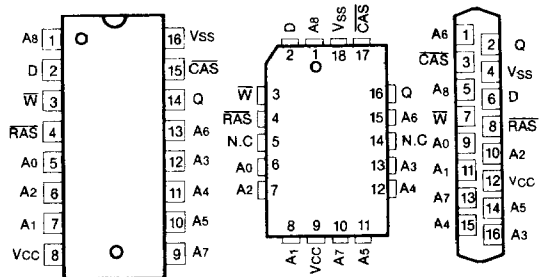 A8 1 16 VSS
D 2 15 CAS
W 3 14 Q
RAS 4 13 A6
A0 5 12 A3
A2 6 11 A4
A1 7 10 A5
VCC 8 9 A7
D A8 VSS CAS
2 1 18 17
W 3 16 Q
RAS 4 15 A6
N.C 5 14 N.C
A0 6 13 A3
A2 7 12 A4
8 9 10 11
A1 VCC A7 A5
A6 1 2 Q
CAS 3 4 VSS
A8 5 6 D
W 7 8 RAS
A0 9 10 A2
A1 11 12 VCC
A7 13 14 A5
A4 15 16 A3